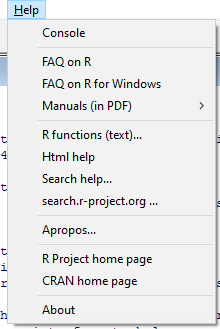 Help
Console
FAQ on R
FAQ on R for Windows
Manuals (in PDF)
R functions (text)...
Html help
Search help...
search.r-project.org ...
Apropos...
R Project home page
CRAN home page
About